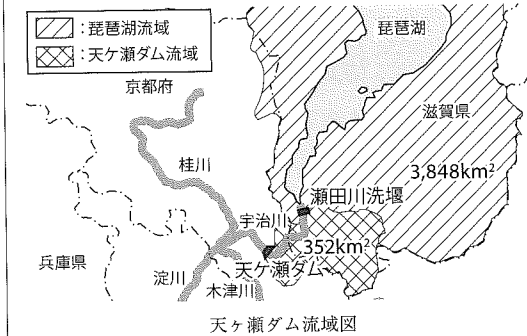 ：琵琶湖流域
：天ケ瀬ダム流域
琵琶湖
京都府
滋賀県
桂川
3,848km²
瀬田川洗堰
宇治川
352km²
兵庫県
天ケ瀬ダム
淀川
木津川
天ヶ瀬ダム流域図